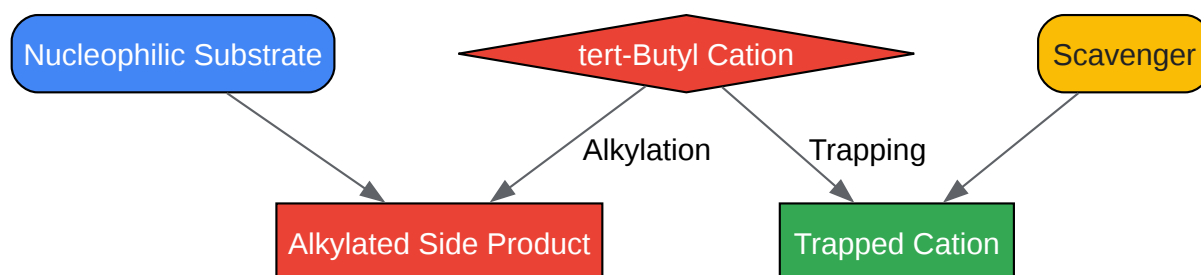 Nucleophilic Substrate
tert-Butyl Cation
Scavenger
Alkylation
Trapping
Alkylated Side Product
Trapped Cation